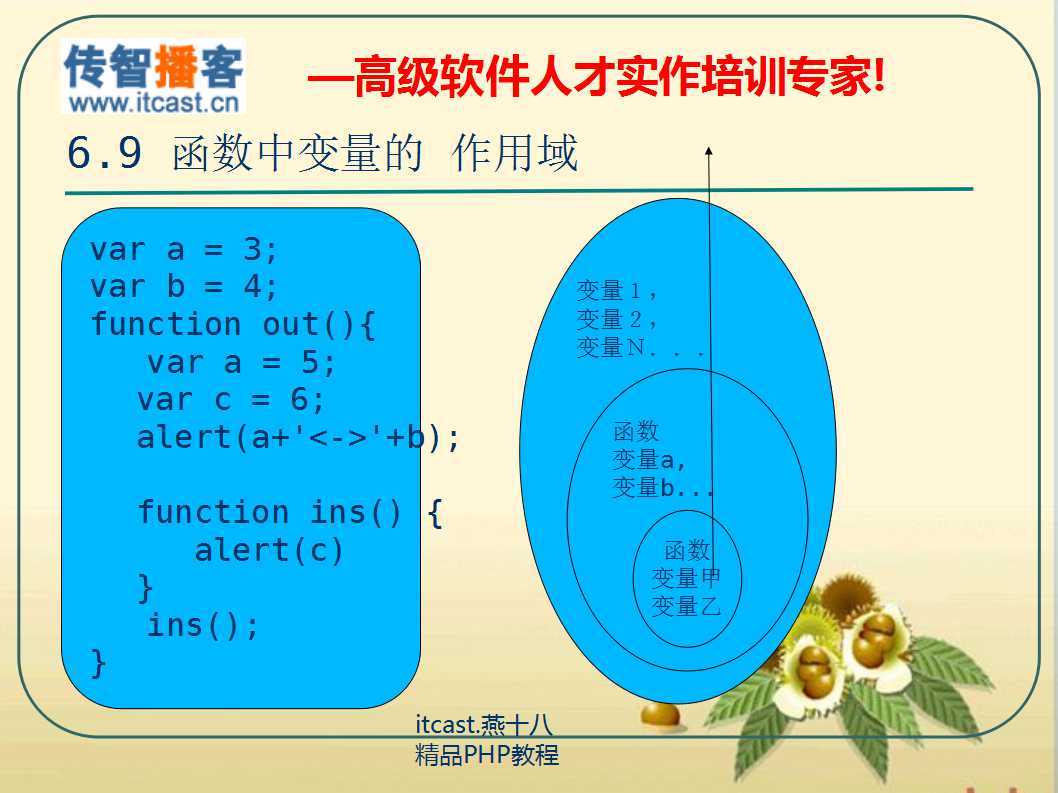 传智播客
www.itcast.cn
—高级软件人才实作培训专家!
6.9 函数中变量的 作用域
var a = 3;
var b = 4;
function out(){
var a = 5;
var c = 6;
alert(a+'<->'+b);
function ins() {
alert(c)
}
ins();
}
变量１，
变量２，
变量Ｎ．．．
函数
变量a,
变量b...
函数
变量甲
变量乙
itcast.燕十八
精品PHP教程